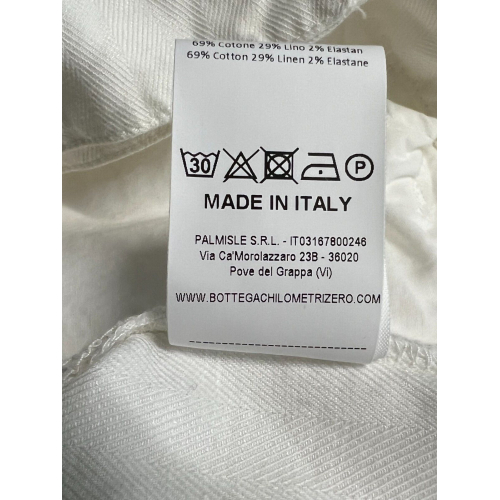 69% Cotone 29% Lino 2% Elastan
69% Cotton 29% Linen 2% Elastane
30 P
MADE IN ITALY
PALMISLE S.R.L. - IT03167800246
Via Ca'Morolazzaro 23B - 36020
Pove del Grappa (Vi)
WWW.BOTTEGACHILOMETRIZERO.COM